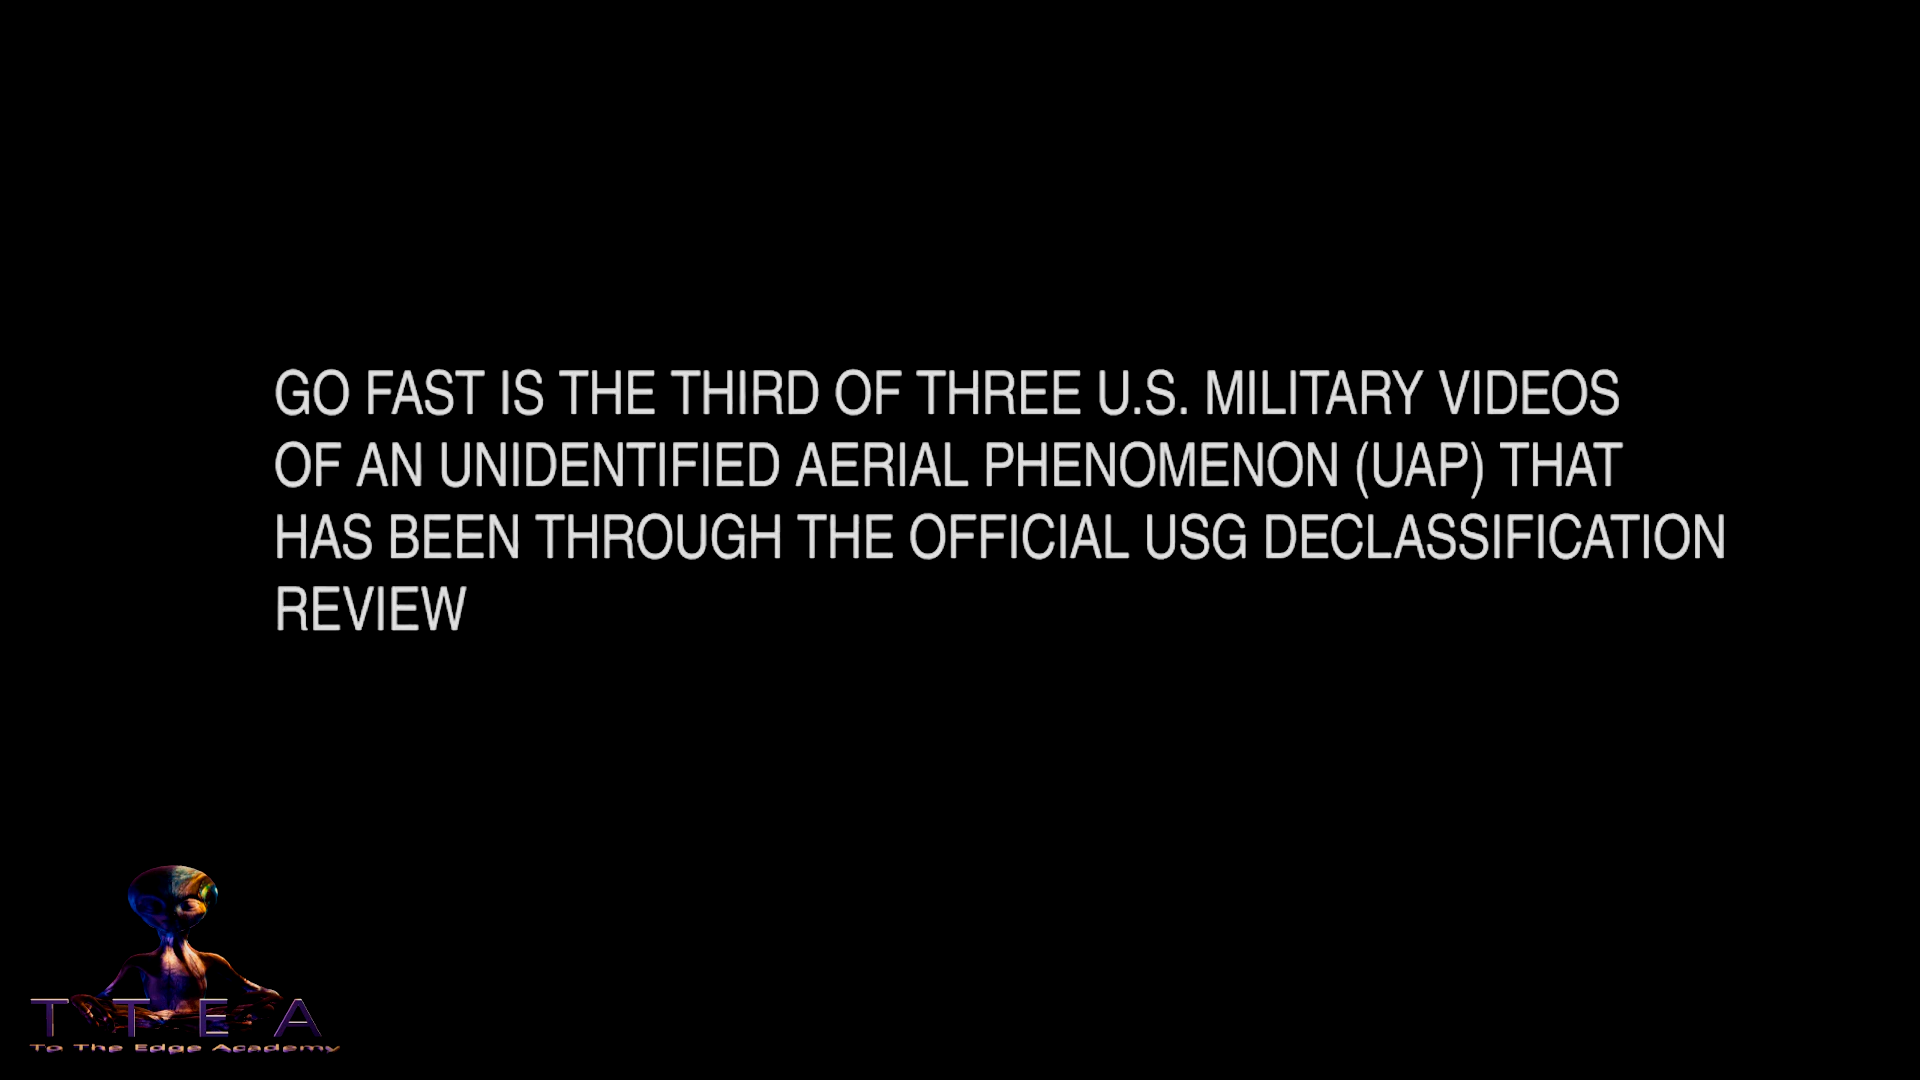 GO FAST IS THE THIRD OF THREE U.S. MILITARY VIDEOS
OF AN UNIDENTIFIED AERIAL PHENOMENON (UAP) THAT
HAS BEEN THROUGH THE OFFICIAL USG DECLASSIFICATION
REVIEW
T T E A
To The Edge Academy